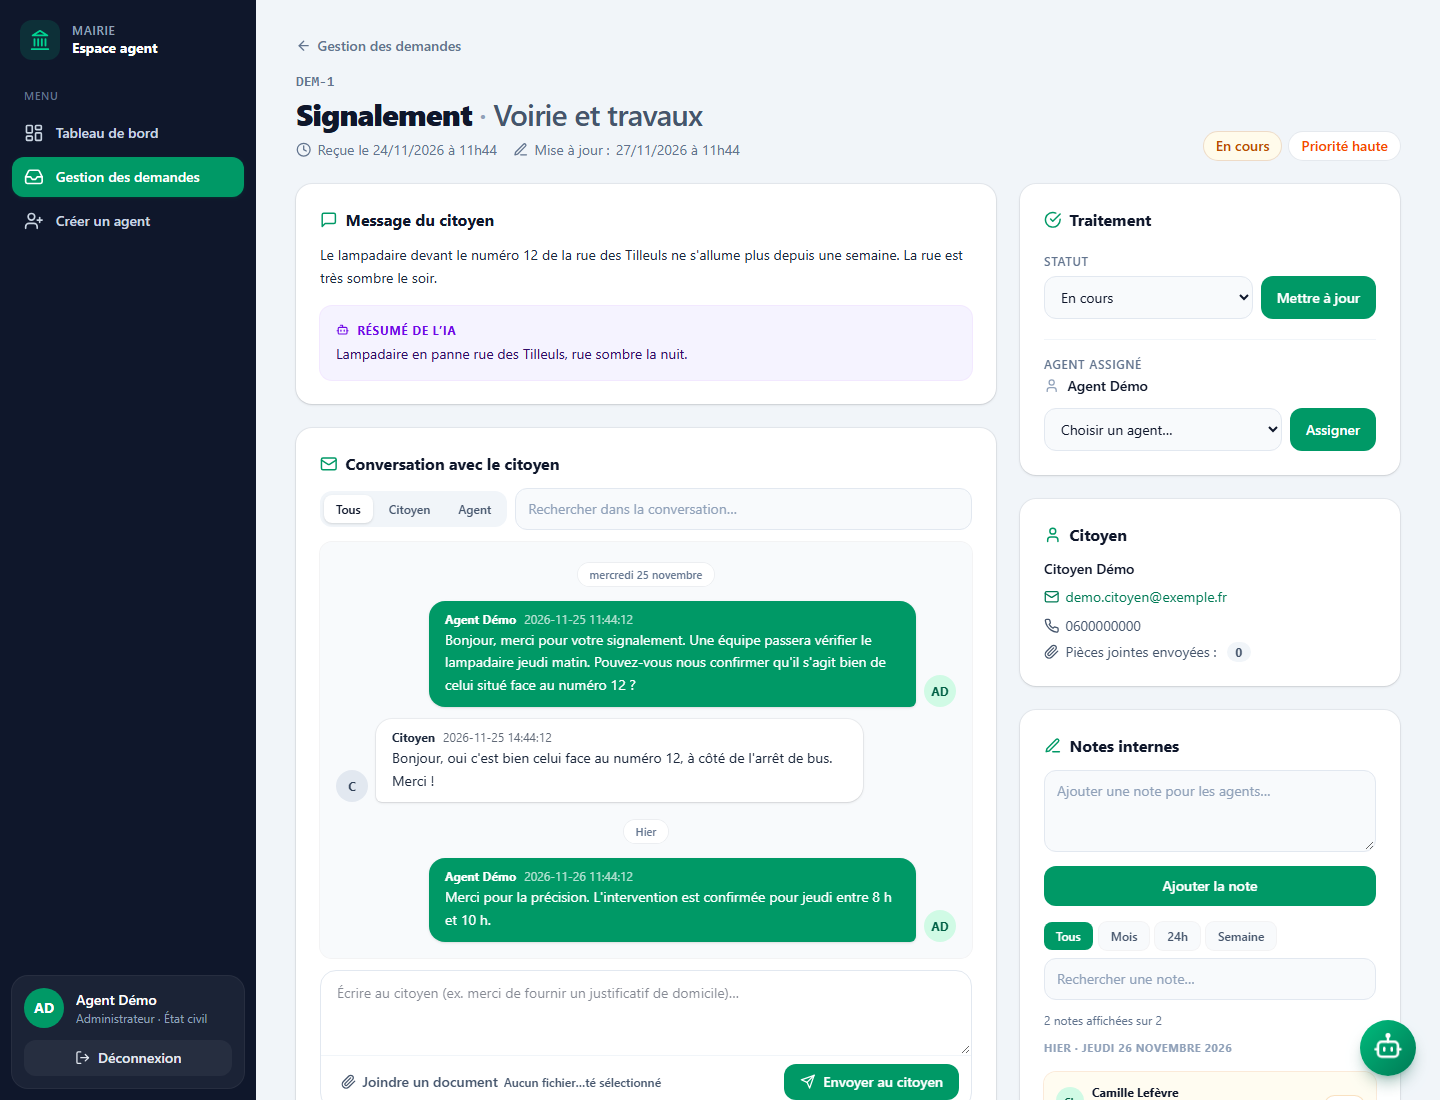 MAIRIE
Espace agent
MENU
Tableau de bord
Gestion des demandes
Créer un agent
Agent Démo
AD
Administrateur · État civil
Déconnexion
Gestion des demandes
DEM-1
Signalement · Voirie et travaux
Reçue le 24/11/2026 à 11h44 Mise à jour : 27/11/2026 à 11h44
En cours
Priorité haute
Message du citoyen
Le lampadaire devant le numéro 12 de la rue des Tilleuls ne s'allume plus depuis une semaine. La rue est
très sombre le soir.
RÉSUMÉ DE L'IA
Lampadaire en panne rue des Tilleuls, rue sombre la nuit.
Conversation avec le citoyen
Tous Citoyen Agent
Rechercher dans la conversation…
mercredi 25 novembre
Agent Démo 2026-11-25 11:44:12
Bonjour, merci pour votre signalement. Une équipe passera vérifier le
lampadaire jeudi matin. Pouvez-vous nous confirmer qu'il s'agit bien de
celui situé face au numéro 12 ?
AD
Citoyen 2026-11-25 14:44:12
Bonjour, oui c'est bien celui face au numéro 12, à côté de l'arrêt de bus.
Merci !
C
Hier
Agent Démo 2026-11-26 11:44:12
Merci pour la précision. L'intervention est confirmée pour jeudi entre 8 h
et 10 h.
AD
Écrire au citoyen (ex. merci de fournir un justificatif de domicile)…
Joindre un document Aucun fichier…té sélectionné
Envoyer au citoyen
Traitement
STATUT
En cours
Mettre à jour
AGENT ASSIGNÉ
Agent Démo
Choisir un agent…
Assigner
Citoyen
Citoyen Démo
demo.citoyen@exemple.fr
0600000000
Pièces jointes envoyées : 0
Notes internes
Ajouter une note pour les agents…
Ajouter la note
Tous Mois 24h Semaine
Rechercher une note…
2 notes affichées sur 2
HIER · JEUDI 26 NOVEMBRE 2026
Camille Lefèvre